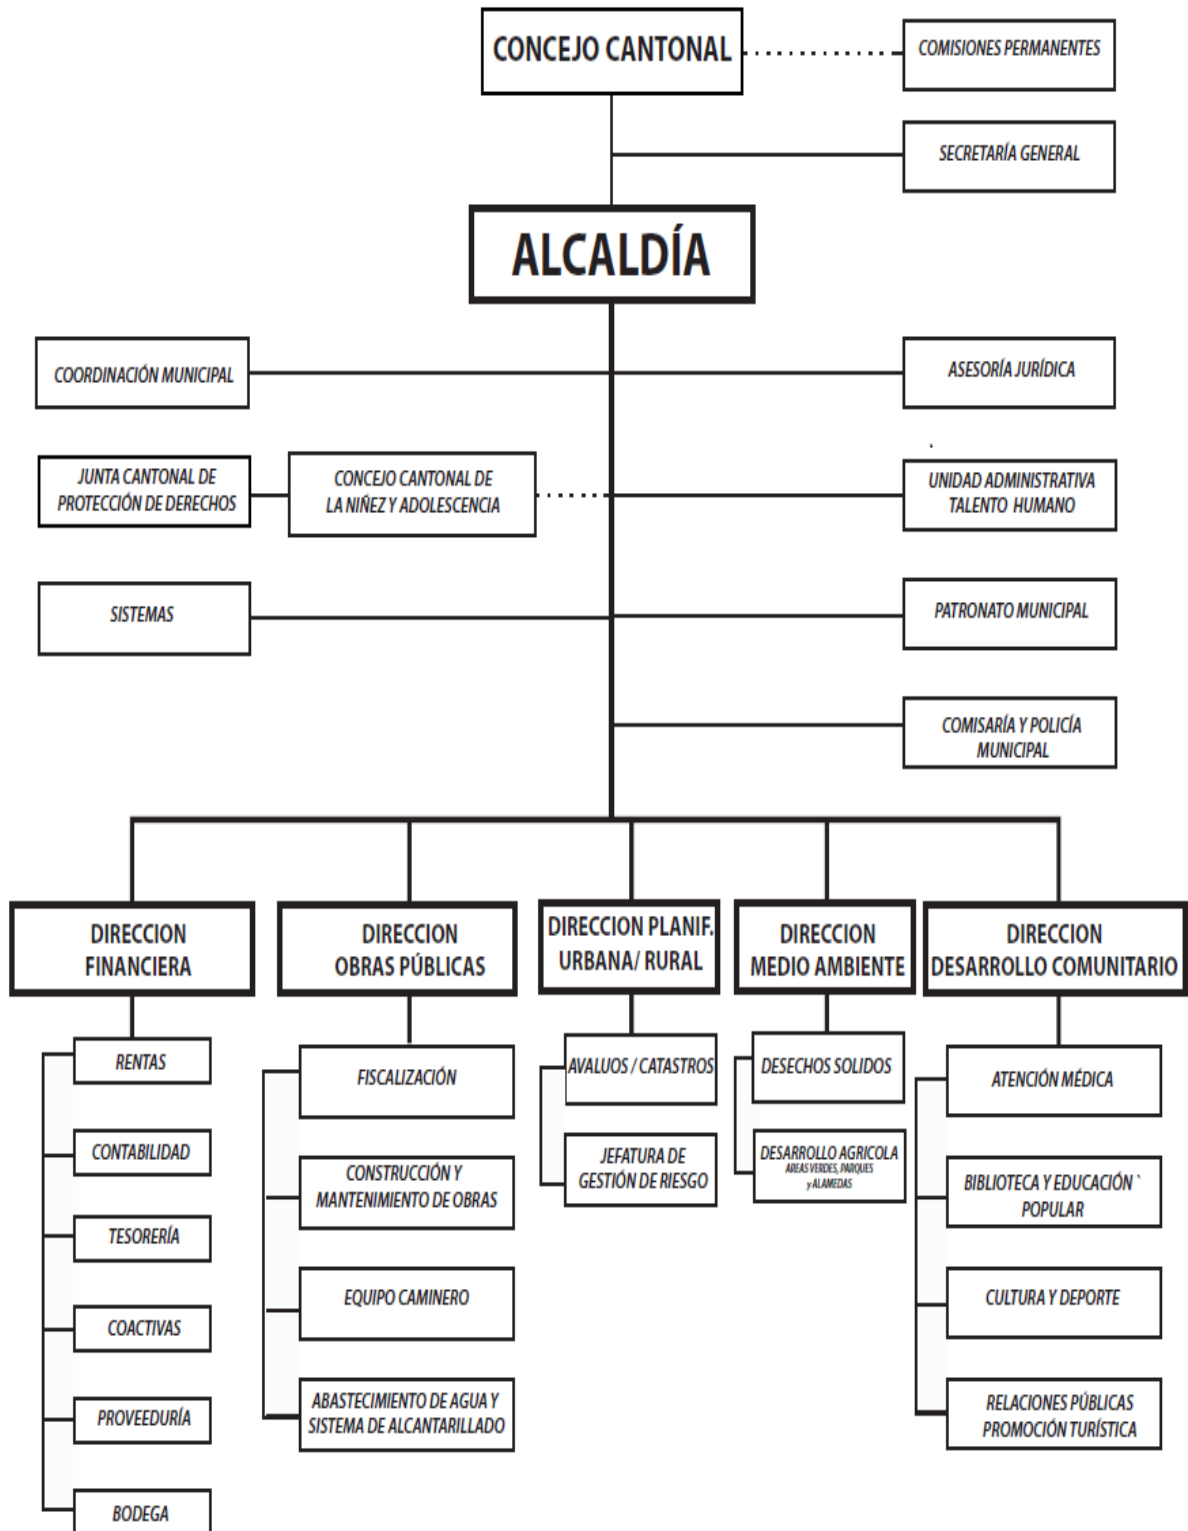 CONCEJO CANTONAL
COMISIONES PERMANENTES
SECRETARÍA GENERAL
ALCALDÍA
COORDINACIÓN MUNICIPAL
ASESORÍA JURÍDICA
JUNTA CANTONAL DE
PROTECCIÓN DE DERECHOS
CONCEJO CANTONAL DE
LA NIÑEZ Y ADOLESCENCIA
UNIDAD ADMINISTRATIVA
TALENTO HUMANO
SISTEMAS
PATRONATO MUNICIPAL
COMISARÍA Y POLICÍA
MUNICIPAL
DIRECCION
FINANCIERA
DIRECCION
OBRAS PÚBLICAS
DIRECCION PLANIF.
URBANA/ RURAL
DIRECCION
MEDIO AMBIENTE
DIRECCION
DESARROLLO COMUNITARIO
RENTAS
CONTABILIDAD
TESORERÍA
COACTIVAS
PROVEEDURÍA
BODEGA
FISCALIZACIÓN
CONSTRUCCIÓN Y
MANTENIMIENTO DE OBRAS
EQUIPO CAMINERO
ABASTECIMIENTO DE AGUA Y
SISTEMA DE ALCANTARILLADO
AVALUOS / CATASTROS
JEFATURA DE
GESTIÓN DE RIESGO
DESECHOS SOLIDOS
DESARROLLO AGRICOLA
AREAS VERDES, PARQUES
y ALAMEDAS
ATENCIÓN MÉDICA
BIBLIOTECA Y EDUCACIÓN `
POPULAR
CULTURA Y DEPORTE
RELACIONES PÚBLICAS
PROMOCIÓN TURÍSTICA